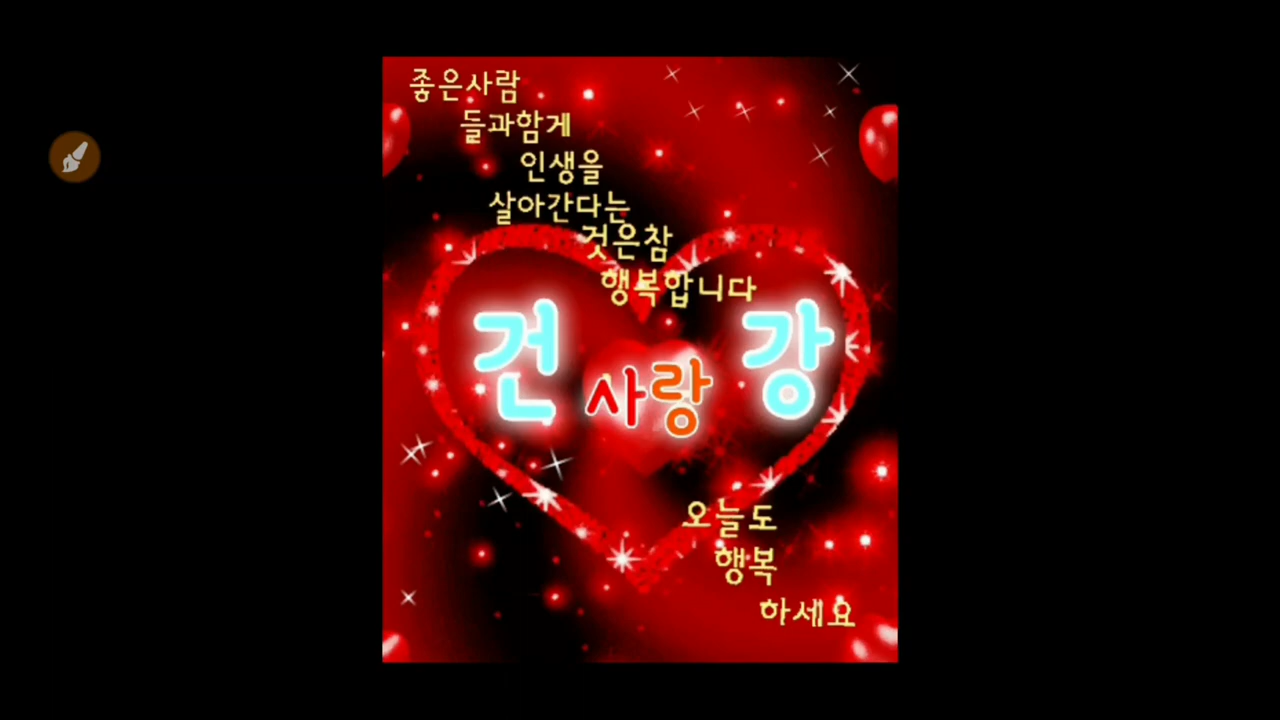 좋은사람
들과함게
인생을
살아간다는
것은참
행복합니다
건 사랑 강
오늘도
행복
하세요